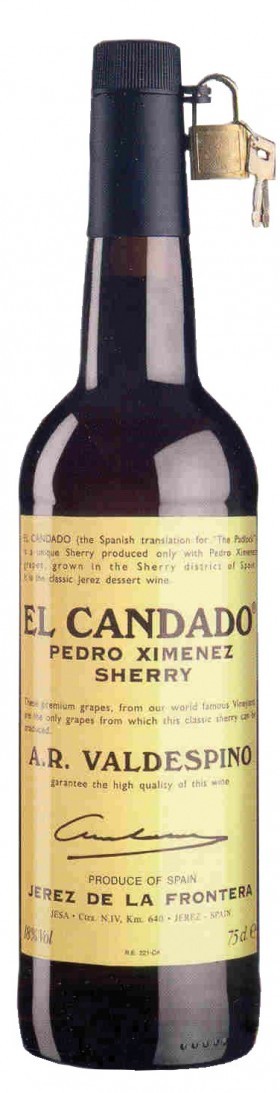 EL CANDADO (the Spanish translation for "The Padlock")
is a unique Sherry produced only with Pedro Ximenez
grapes, grown in the Sherry district of Spain
It is the classic Jerez dessert wine.
EL CANDADO®
PEDRO XIMENEZ
SHERRY
These premium grapes, from our world famous Vineyards
are the only grapes from which this classic sherry can be
produced.
A.R. VALDESPINO
garantee the high quality of this wine
PRODUCE OF SPAIN
JEREZ DE LA FRONTERA
JESA • Ctra. N.IV, Km. 640 • JEREZ - SPAIN
18%Vol 75 cl. e